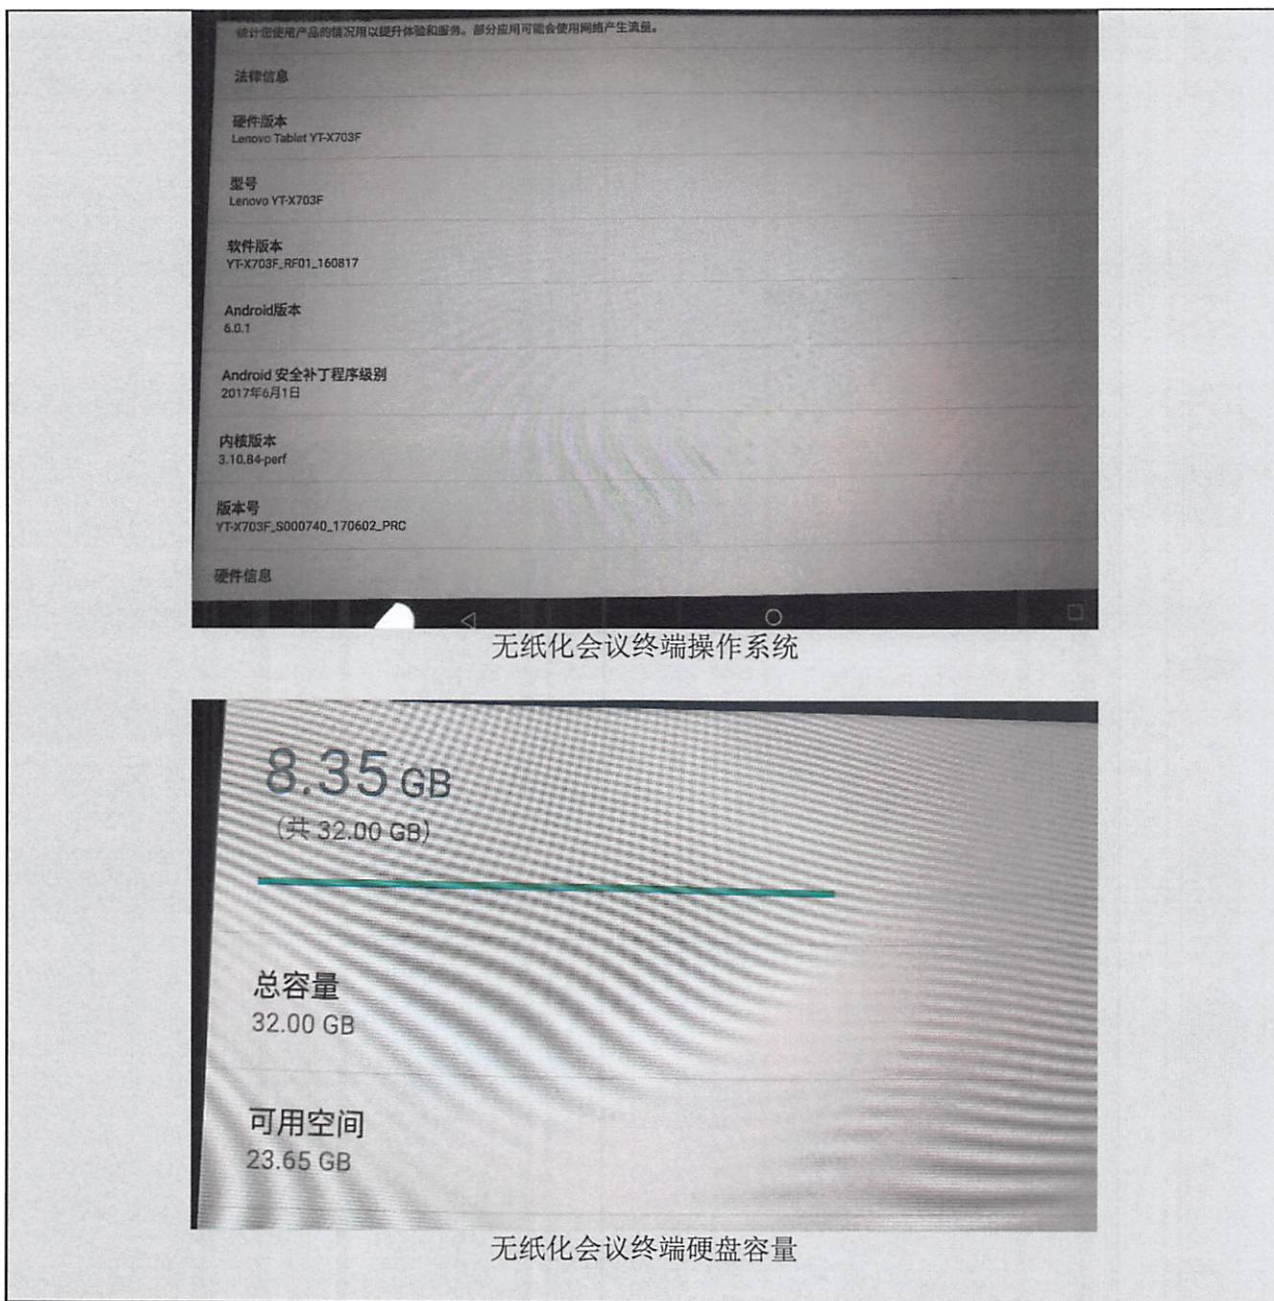 统计您使用产品的情况用以提升体验和服务。部分应用可能会使用网络产生流量。
法律信息
硬件版本
Lenovo Tablet YT-X703F
型号
Lenovo YT-X703F
软件版本
YT-X703F_RF01_160817
Android版本
6.0.1
Android 安全补丁程序级别
2017年6月1日
内核版本
3.10.84-perf
版本号
YT-X703F_S000740_170602_PRC
硬件信息
无纸化会议终端操作系统
8.35 GB
(共 32.00 GB)
总容量
32.00 GB
可用空间
23.65 GB
无纸化会议终端硬盘容量